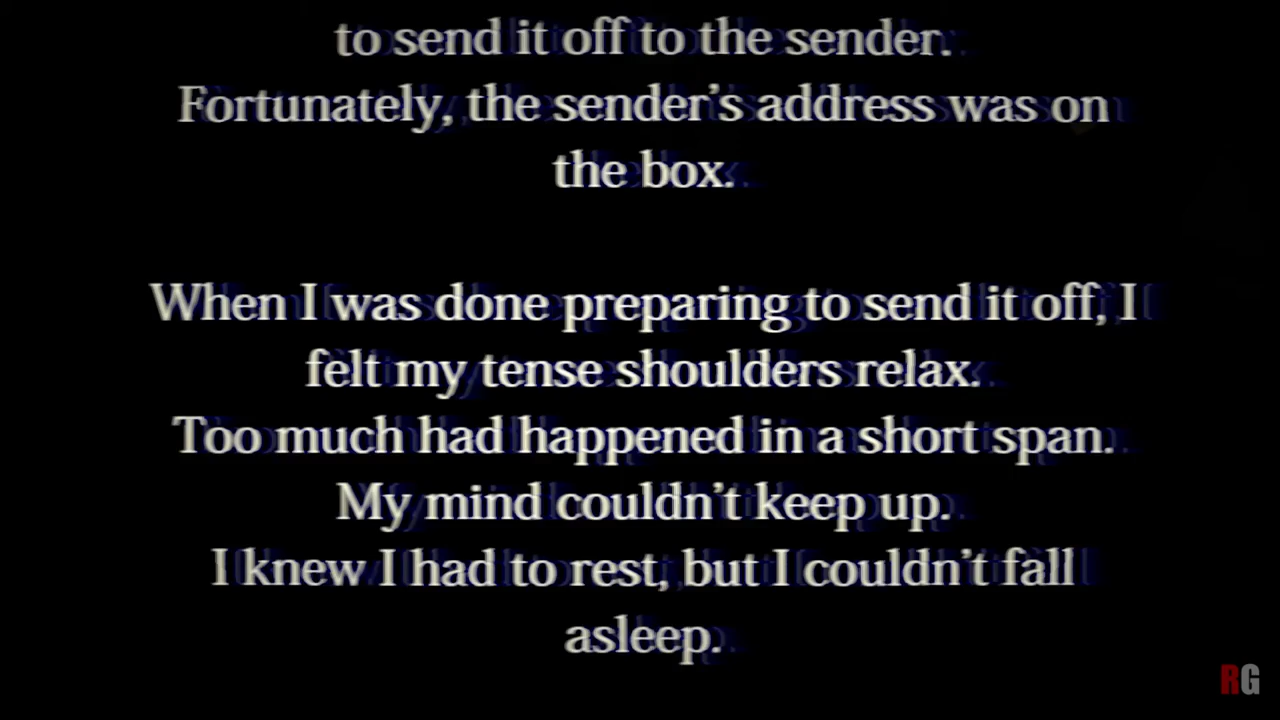 to send it off to the sender.
Fortunately, the sender’s address was on
the box.
When I was done preparing to send it off, I
felt my tense shoulders relax.
Too much had happened in a short span.
My mind couldn’t keep up.
I knew I had to rest, but I couldn’t fall
asleep.
RG